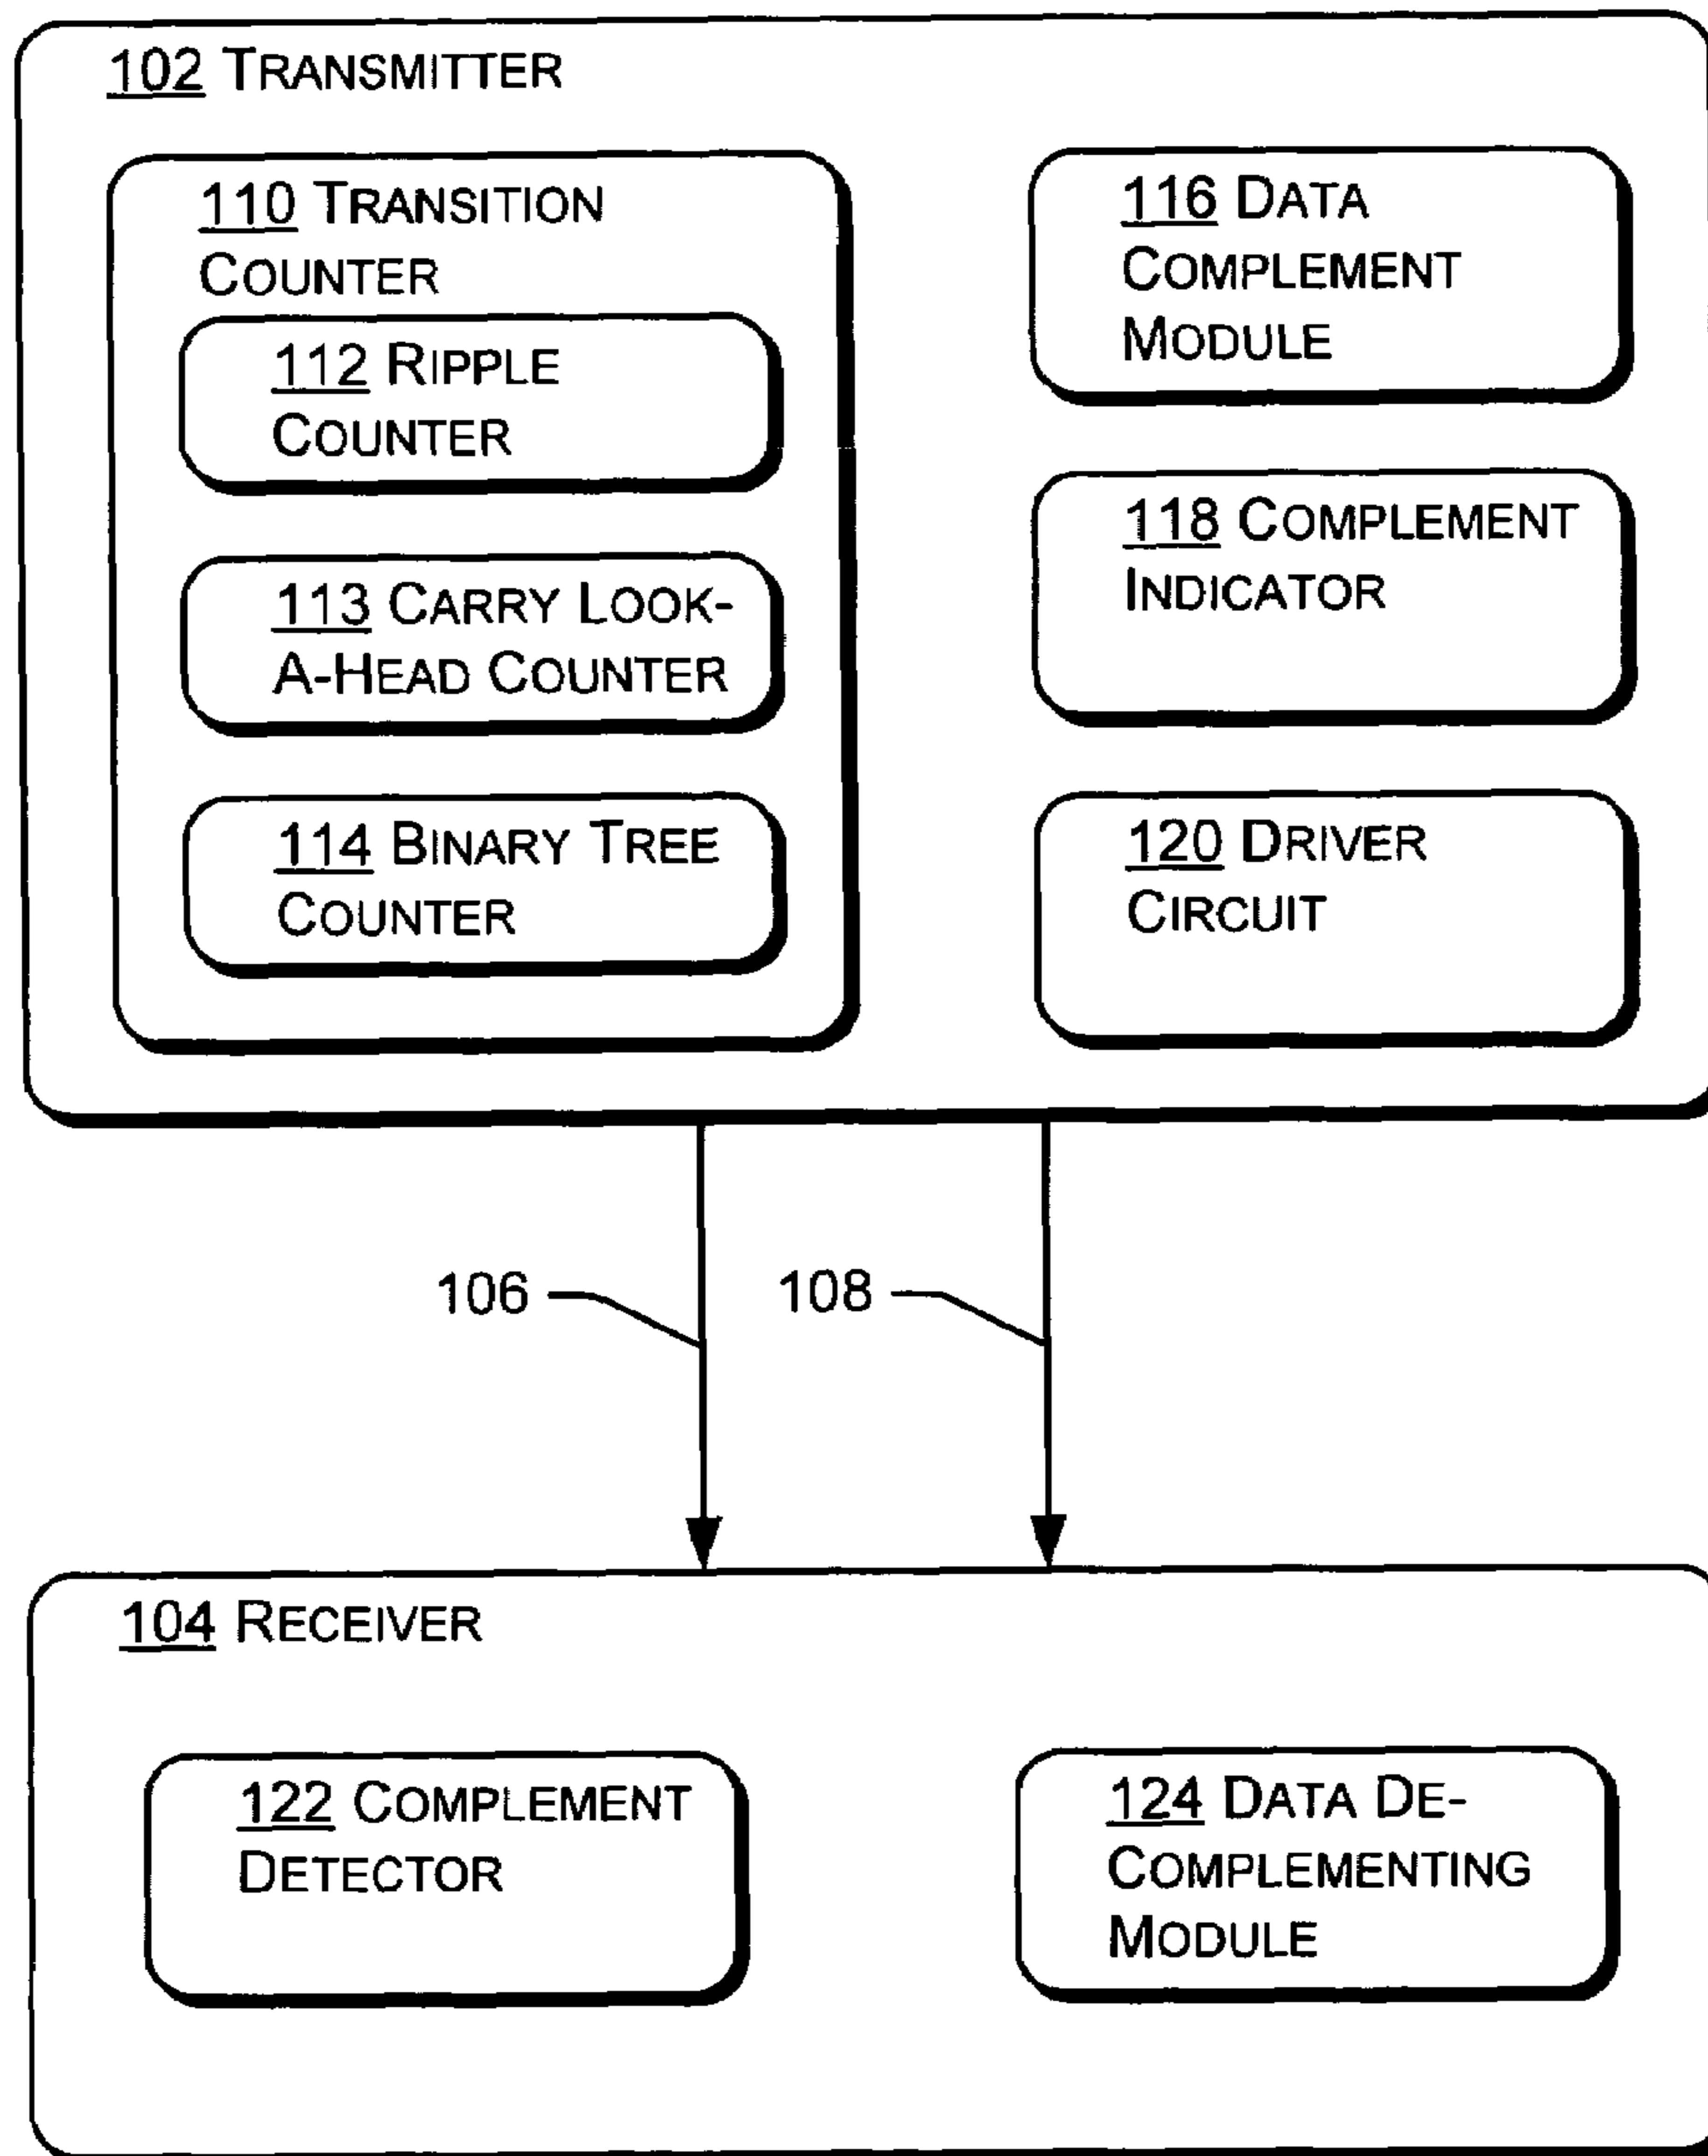 102 TRANSMITTER
110 TRANSITION
COUNTER
112 RIPPLE
COUNTER
113 CARRY LOOK-
A-HEAD COUNTER
114 BINARY TREE
COUNTER
116 DATA
COMPLEMENT
MODULE
118 COMPLEMENT
INDICATOR
120 DRIVER
CIRCUIT
106
108
104 RECEIVER
122 COMPLEMENT
DETECTOR
124 DATA DE-
COMPLEMENTING
MODULE